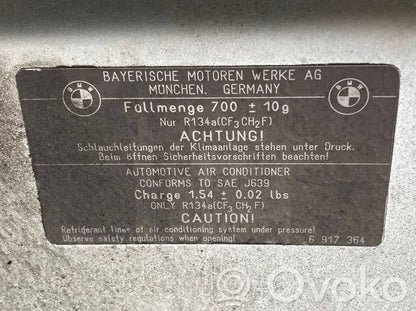 BMW BAYERISCHE MOTOREN WERKE AG BMW
MÜNCHEN, GERMANY
Füllmenge 700 ± 10g
Nur R134a(CF3CH2F)
ACHTUNG!
Schlauchleitungen der Klimaanlage stehen unter Druck.
Beim öffnen Sicherheitsvorschriften beachten!
AUTOMOTIVE AIR CONDITIONER
CONFORMS TO SAE J639
Charge 1.54 ± 0.02 lbs
ONLY R134a(CF3CH2F)
CAUTION!
Refrigerant lines of air conditioning system under pressure!
Observe safety regulations when opening! 6 917 364
Ovoko